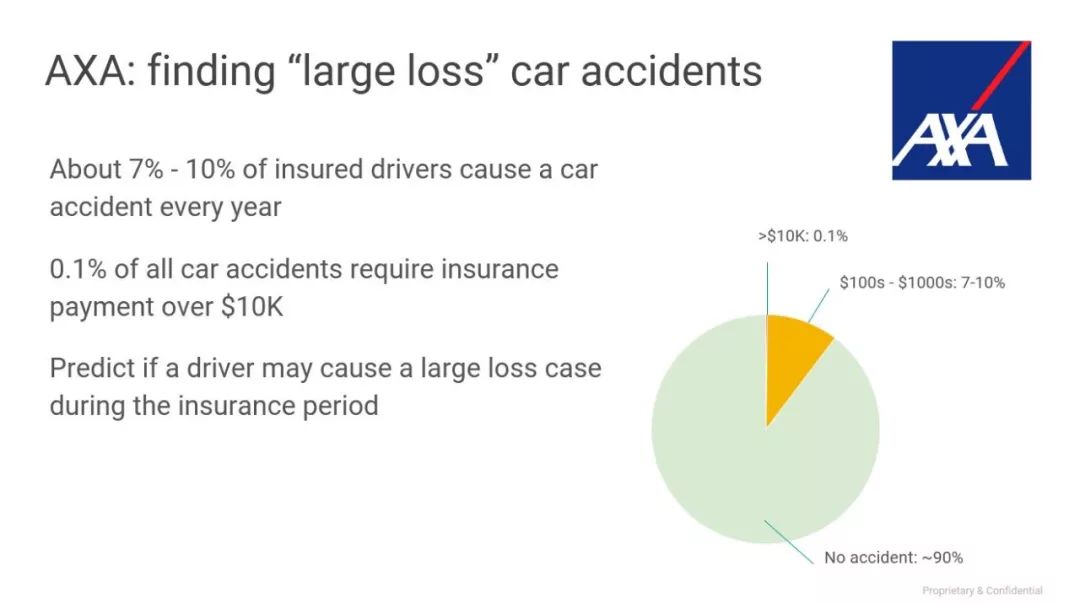 AXA: finding “large loss” car accidents
AXA
About 7% - 10% of insured drivers cause a car
accident every year
0.1% of all car accidents require insurance
payment over $10K
Predict if a driver may cause a large loss case
during the insurance period
>$10K: 0.1%
$100s - $1000s: 7-10%
No accident: ~90%
Proprietary & Confidential